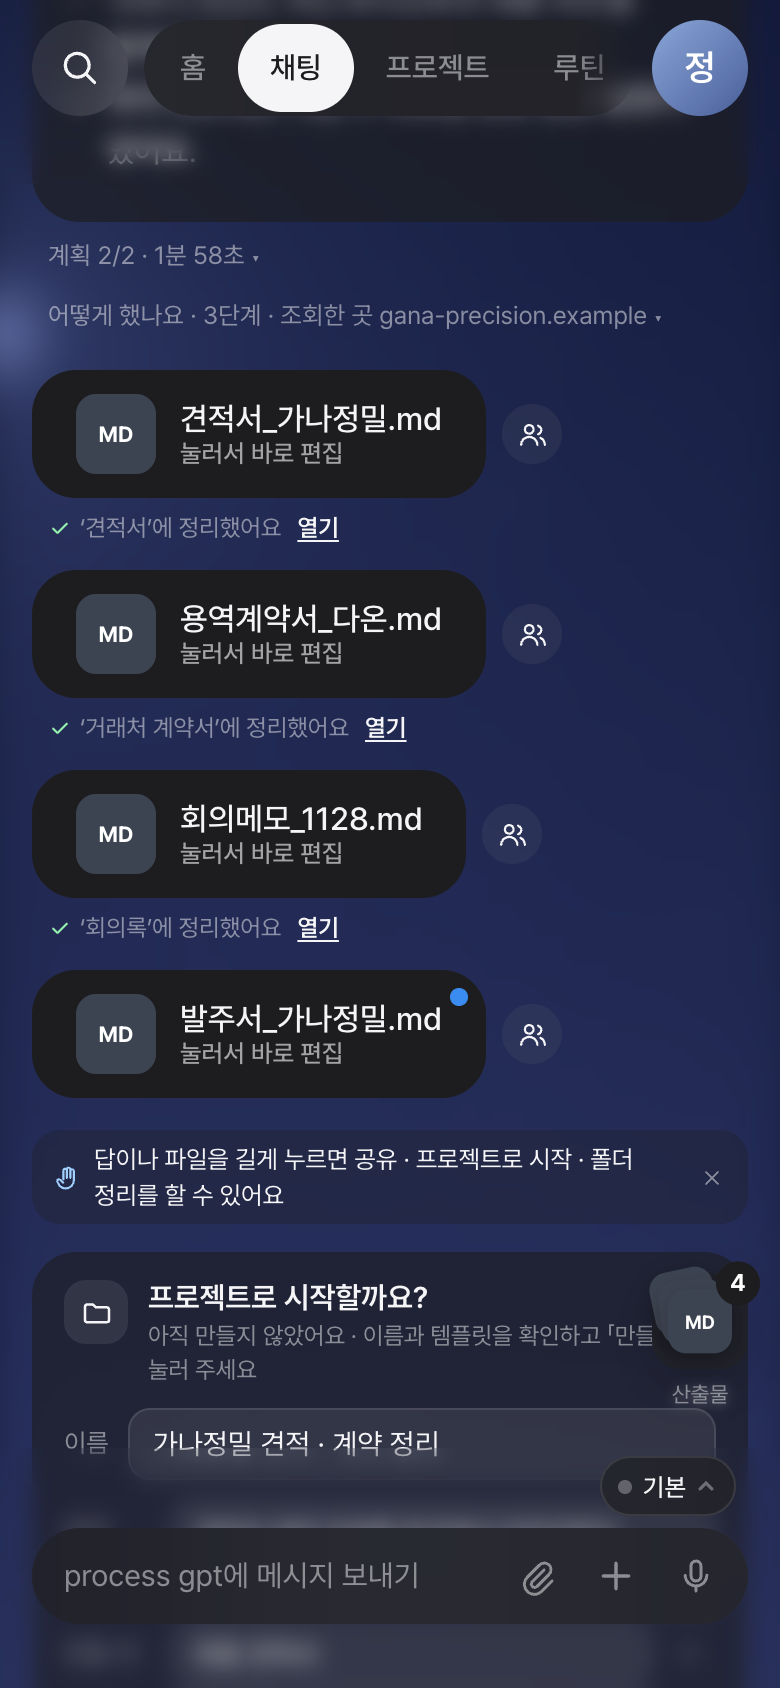 홈
채팅
프로젝트
루틴
정
했어요.
계획 2/2 · 1분 58초
어떻게 했나요 · 3단계 · 조회한 곳 gana-precision.example
MD
견적서_가나정밀.md
눌러서 바로 편집
'견적서'에 정리했어요 열기
MD
용역계약서_다온.md
눌러서 바로 편집
'거래처 계약서'에 정리했어요 열기
MD
회의메모_1128.md
눌러서 바로 편집
'회의록'에 정리했어요 열기
MD
발주서_가나정밀.md
눌러서 바로 편집
답이나 파일을 길게 누르면 공유 · 프로젝트로 시작 · 폴더
정리를 할 수 있어요
프로젝트로 시작할까요?
아직 만들지 않았어요 · 이름과 템플릿을 확인하고 「만들
눌러 주세요
4
MD
산출물
이름
가나정밀 견적 · 계약 정리
기본
process gpt에 메시지 보내기